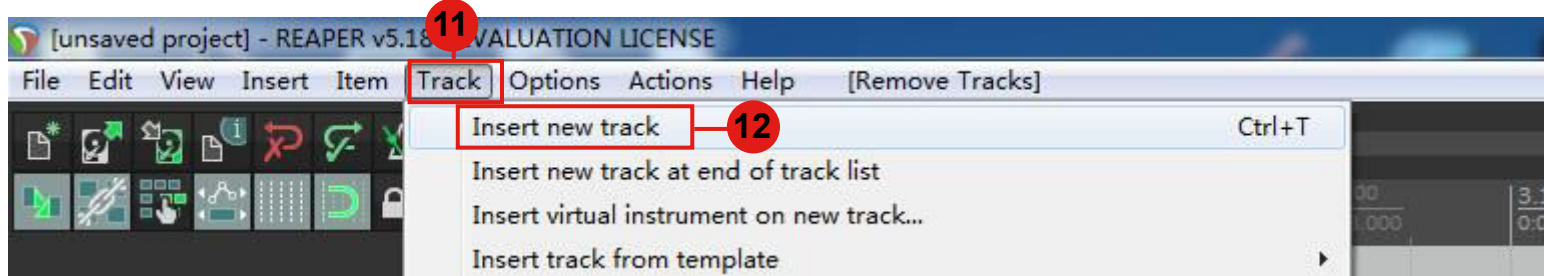 [unsaved project] - REAPER v5.18 EVALUATION LICENSE
11
File Edit View Insert Item Track Options Actions Help [Remove Tracks]
Insert new track Ctrl+T
12
Insert new track at end of track list
Insert virtual instrument on new track...
Insert track from template